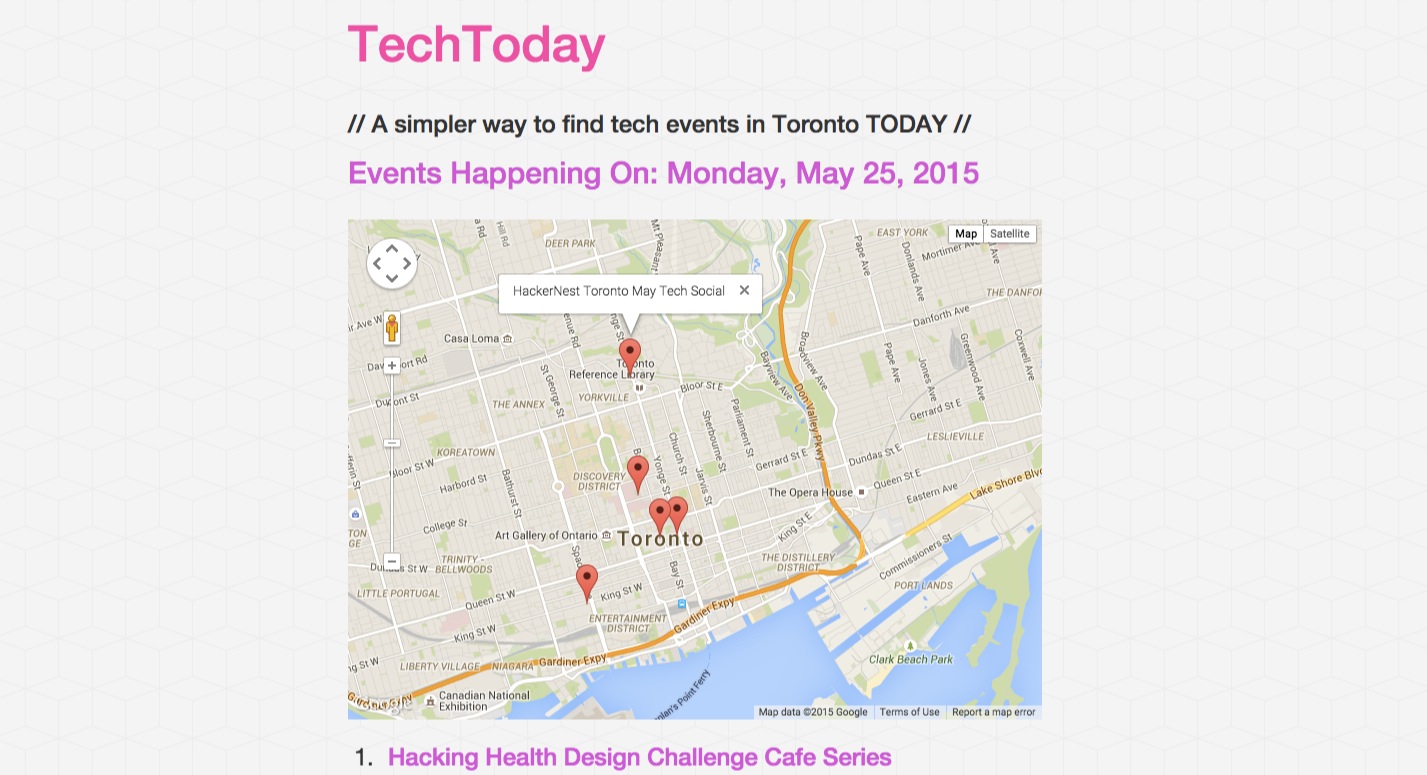 TechToday
// A simpler way to find tech events in Toronto TODAY //
Events Happening On: Monday, May 25, 2015
Map Satellite
HackerNest Toronto May Tech Social
DEER PARK
Hill Rd
Mt Pleasant
EAST YORK
Mortimer Ave
Pape Ave
Donlands Ave
THE DANFOR
Danforth Ave
Casa Loma
Dupont St
St George St
THE ANNEX
Toronto
Reference Library
YORKVILLE
Bloor St E
Bayview Ave
Broadview Ave
Don Valley Pkwy
Pape Ave
Jones Ave
Greenwood Ave
Coxwell Ave
Gerrard St E
LESLIEVILLE
KOREATOWN
Bloor St W
Harbord St
Bathurst St
Church St
Sherbourne St
Parliament St
Yonge St
Jarvis St
Gerrard St E
Dundas St E
Queen St E
Eastern Ave
Lake Shore Blvd
DISCOVERY
DISTRICT
The Opera House
College St
Art Gallery of Ontario
Toronto
King St E
TRINITY-
BELLWOODS
Dundas St W
LITTLE PORTUGAL
Queen St W
King St W
Bay St
THE DISTILLERY
DISTRICT
Commissioners St
PORT LANDS
ENTERTAINMENT
DISTRICT
Gardiner Expy
King St W
LIBERTY VILLAGE
NIAGARA
Gardiner Expy
Clark Beach Park
Canadian National
Exhibition
Gardiner Expy
Map data ©2015 Google Terms of Use Report a map error
1. Hacking Health Design Challenge Cafe Series